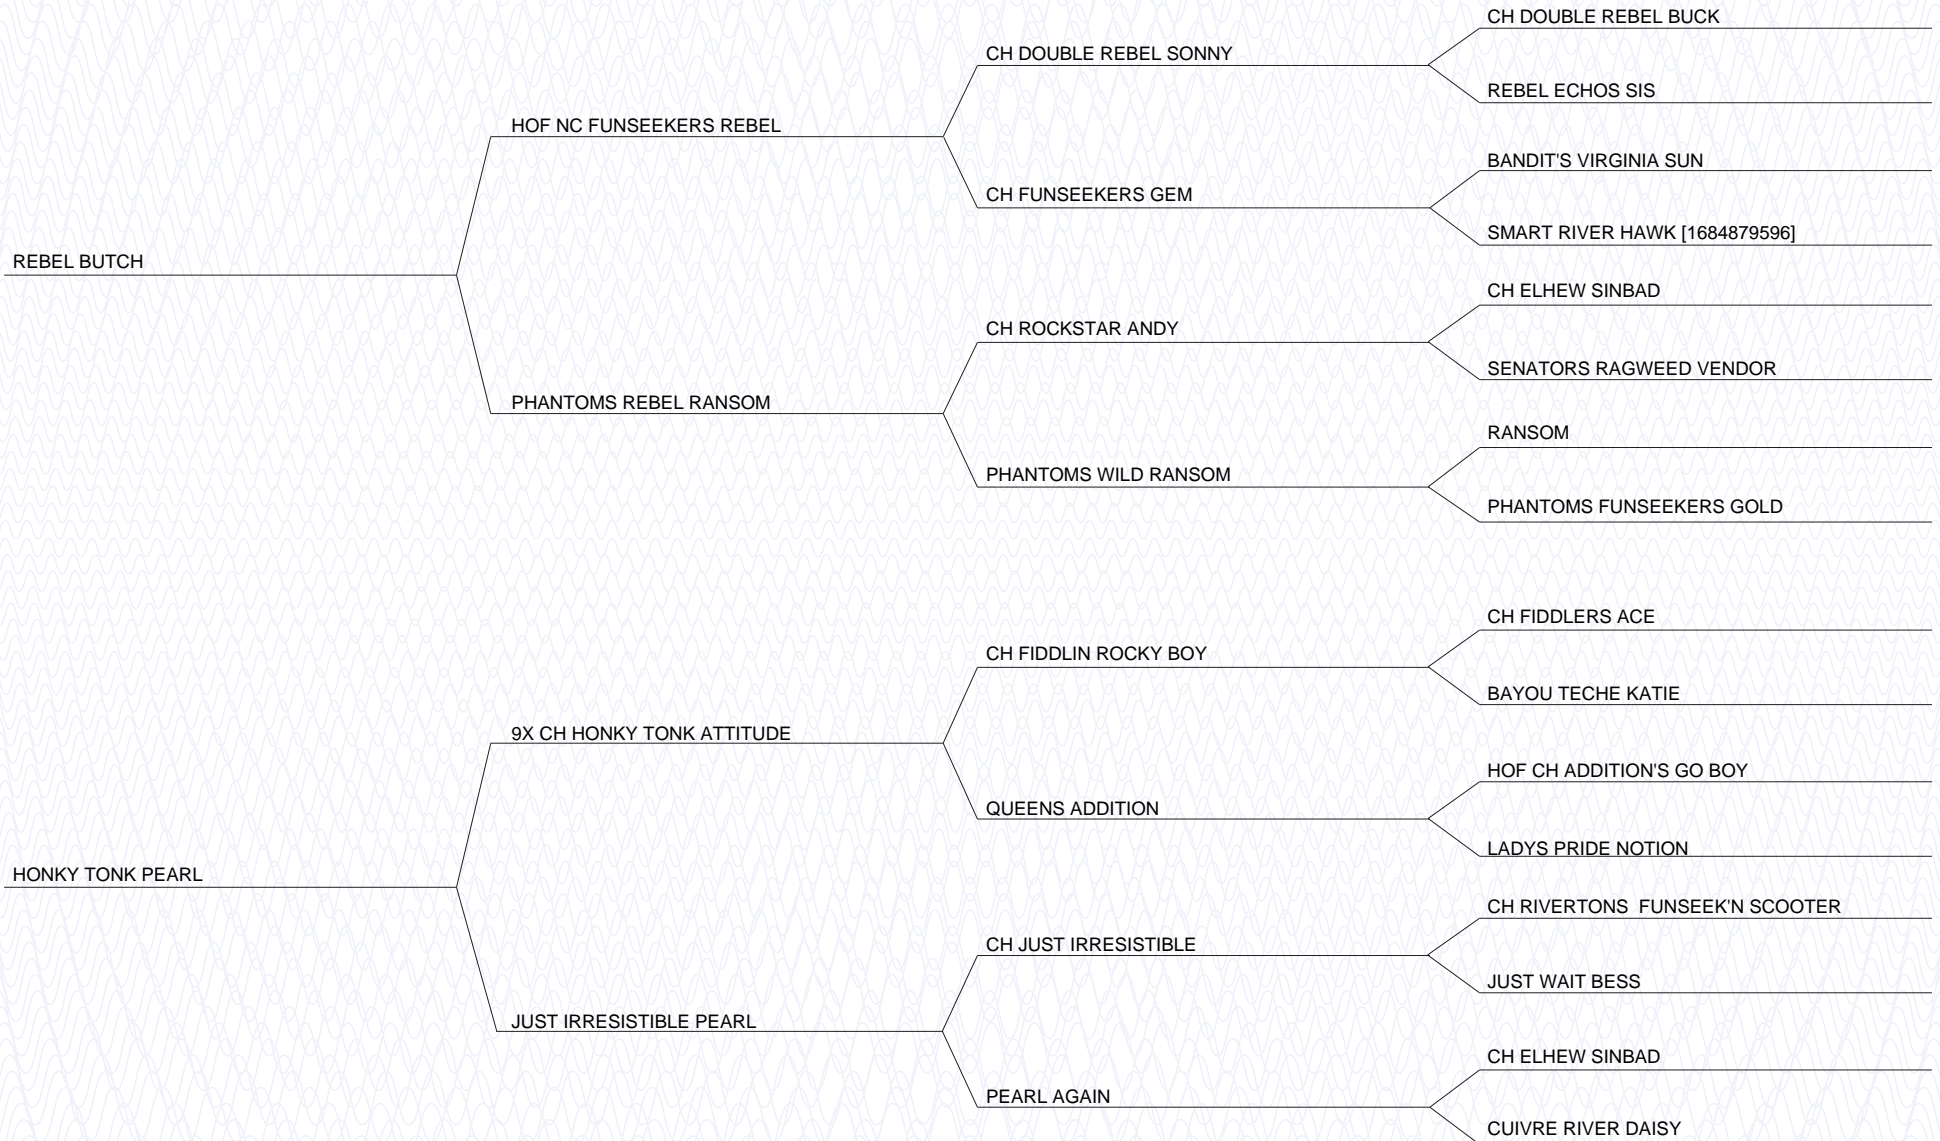 CH DOUBLE REBEL BUCK
CH DOUBLE REBEL SONNY
REBEL ECHOS SIS
HOF NC FUNSEEKERS REBEL
BANDIT'S VIRGINIA SUN
CH FUNSEEKERS GEM
SMART RIVER HAWK [1684879596]
REBEL BUTCH
CH ELHEW SINBAD
CH ROCKSTAR ANDY
SENATORS RAGWEED VENDOR
PHANTOMS REBEL RANSOM
RANSOM
PHANTOMS WILD RANSOM
PHANTOMS FUNSEEKERS GOLD
CH FIDDLERS ACE
CH FIDDLIN ROCKY BOY
BAYOU TECHE KATIE
9X CH HONKY TONK ATTITUDE
HOF CH ADDITION'S GO BOY
QUEENS ADDITION
LADYS PRIDE NOTION
HONKY TONK PEARL
CH RIVERTONS  FUNSEEK'N SCOOTER
CH JUST IRRESISTIBLE
JUST WAIT BESS
JUST IRRESISTIBLE PEARL
CH ELHEW SINBAD
PEARL AGAIN
CUIVRE RIVER DAISY